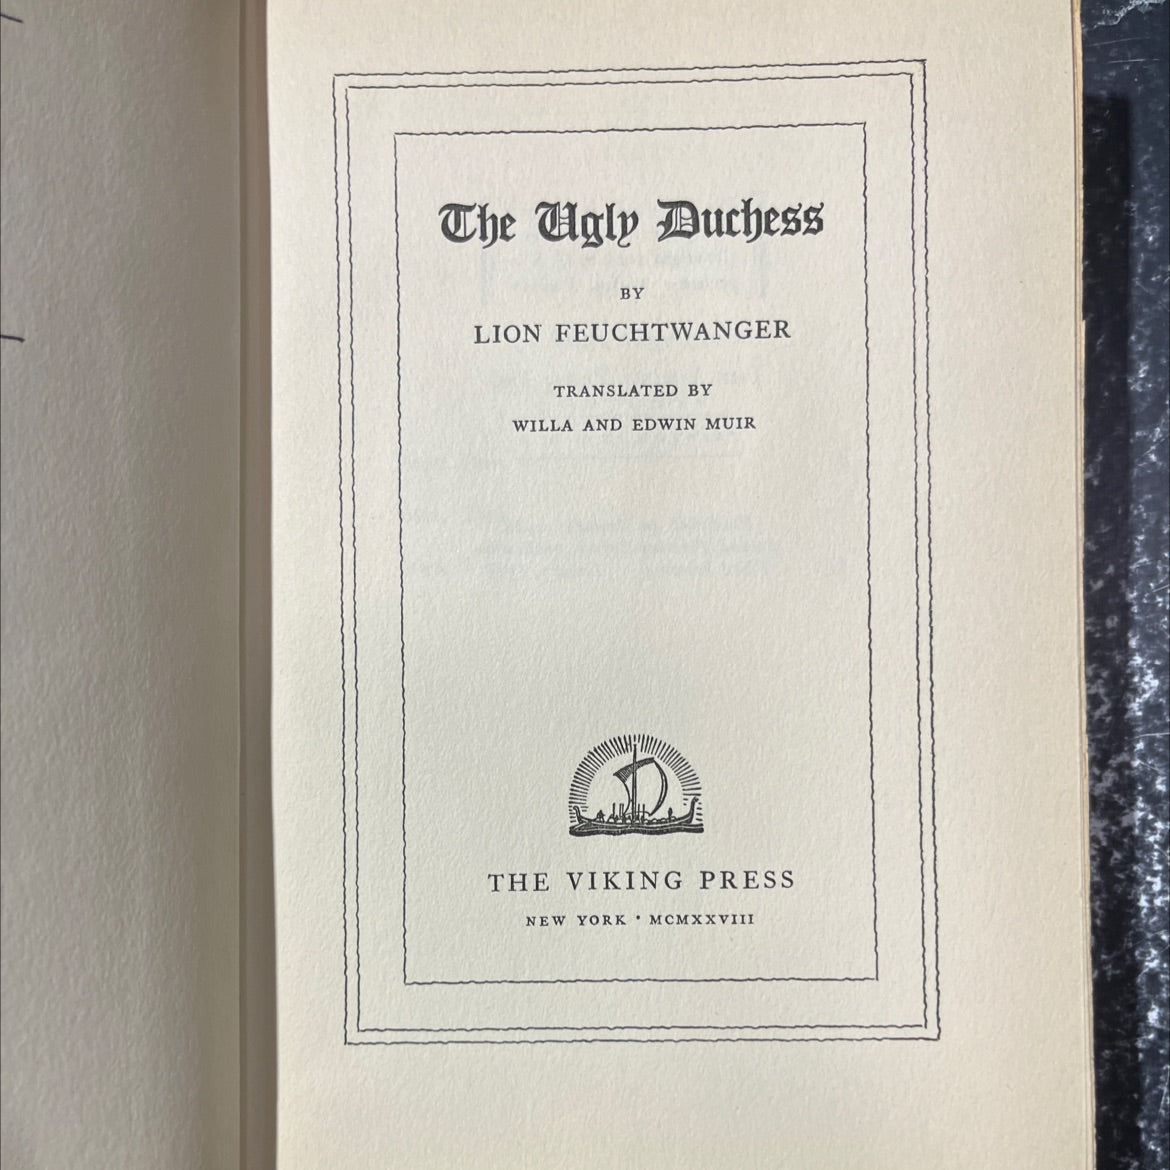 The Ugly Duchess
BY
LION FEUCHTWANGER
TRANSLATED BY
WILLA AND EDWIN MUIR
THE VIKING PRESS
NEW YORK · MCMXXVIII